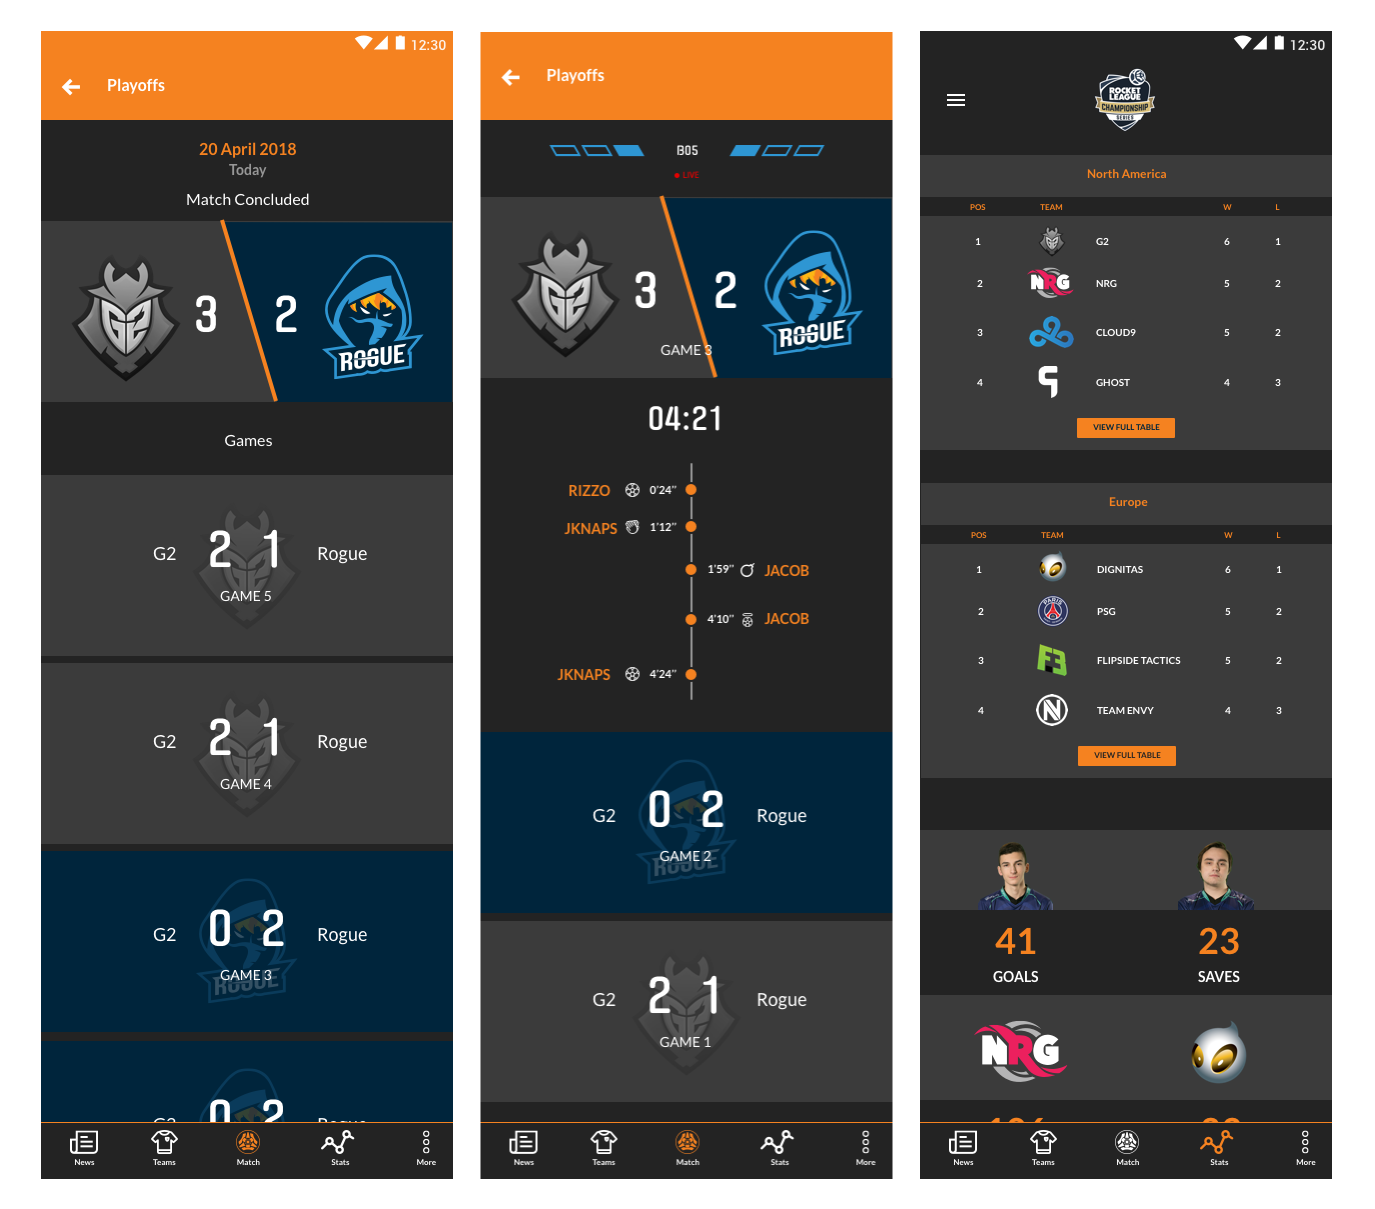 12:30
Playoffs
20 April 2018
Today
Match Concluded
3 2
ROGUE
Games
G2 2 1 Rogue
GAME 5
G2 2 1 Rogue
GAME 4
G2 0 2 Rogue
GAME 3
ROGUE
News Teams Match Stats More
Playoffs
BO5
LIVE
3 2
ROGUE
GAME 3
04:21
RIZZO 0'24"
JKNAPS 1'12"
1'59" JACOB
4'10" JACOB
JKNAPS 4'24"
G2 0 2 Rogue
GAME 2
ROGUE
G2 2 1 Rogue
GAME 1
News Teams Match Stats More
12:30
ROCKET
LEAGUE
CHAMPIONSHIP
SERIES
North America
POS TEAM W L
1 G2 6 1
2 NRG NRG 5 2
3 CLOUD9 5 2
4 GHOST 4 3
VIEW FULL TABLE
Europe
POS TEAM W L
1 DIGNITAS 6 1
2 PARIS PSG 5 2
3 FLIPSIDE TACTICS 5 2
4 TEAM ENVY 4 3
VIEW FULL TABLE
41 23
GOALS SAVES
NRG
News Teams Match Stats More